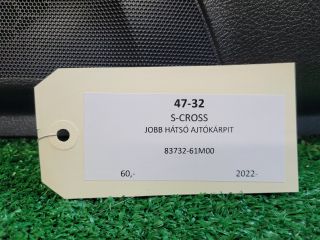 47-32
S-CROSS
JOBB HÁTSÓ AJTÓKÁRPIT
83732-61M00
60,- 2022-